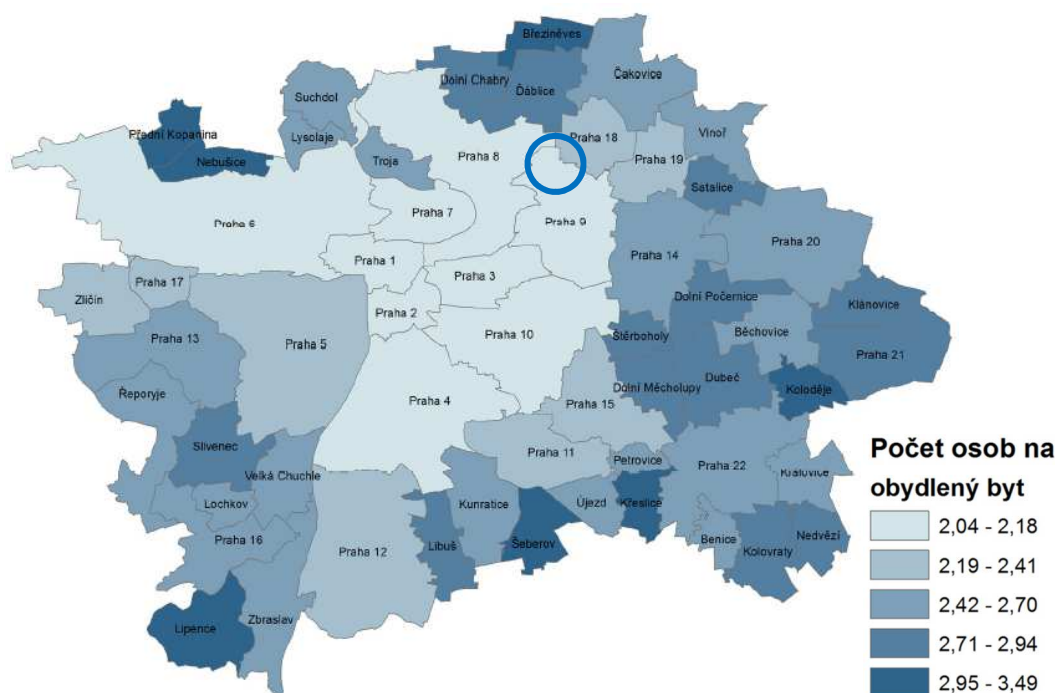 Březiněves
Dolní Chabry
Ďáblice
Čakovice
Suchdol
Lysolaje
Přední Kopanina
Nebušice
Troja
Praha 8
Praha 18
Praha 19
Vinoř
Satalice
Praha 6
Praha 7
Praha 9
Praha 20
Praha 14
Praha 1
Praha 3
Praha 17
Zličín
Praha 2
Dolní Počernice
Klánovice
Praha 13
Praha 5
Praha 10
Štěrboholy
Běchovice
Praha 21
Řeporyje
Dubeč
Dolní Měcholupy
Koloděje
Praha 4
Praha 15
Slivenec
Praha 11
Petrovice
Praha 22
Královice
Velká Chuchle
Lochkov
Kunratice
Újezd
Křeslice
Praha 16
Praha 12
Libuš
Šeberov
Benice
Kolovraty
Nedvězí
Lipence
Zbraslav
Počet osob na
obydlený byt
2,04 - 2,18
2,19 - 2,41
2,42 - 2,70
2,71 - 2,94
2,95 - 3,49